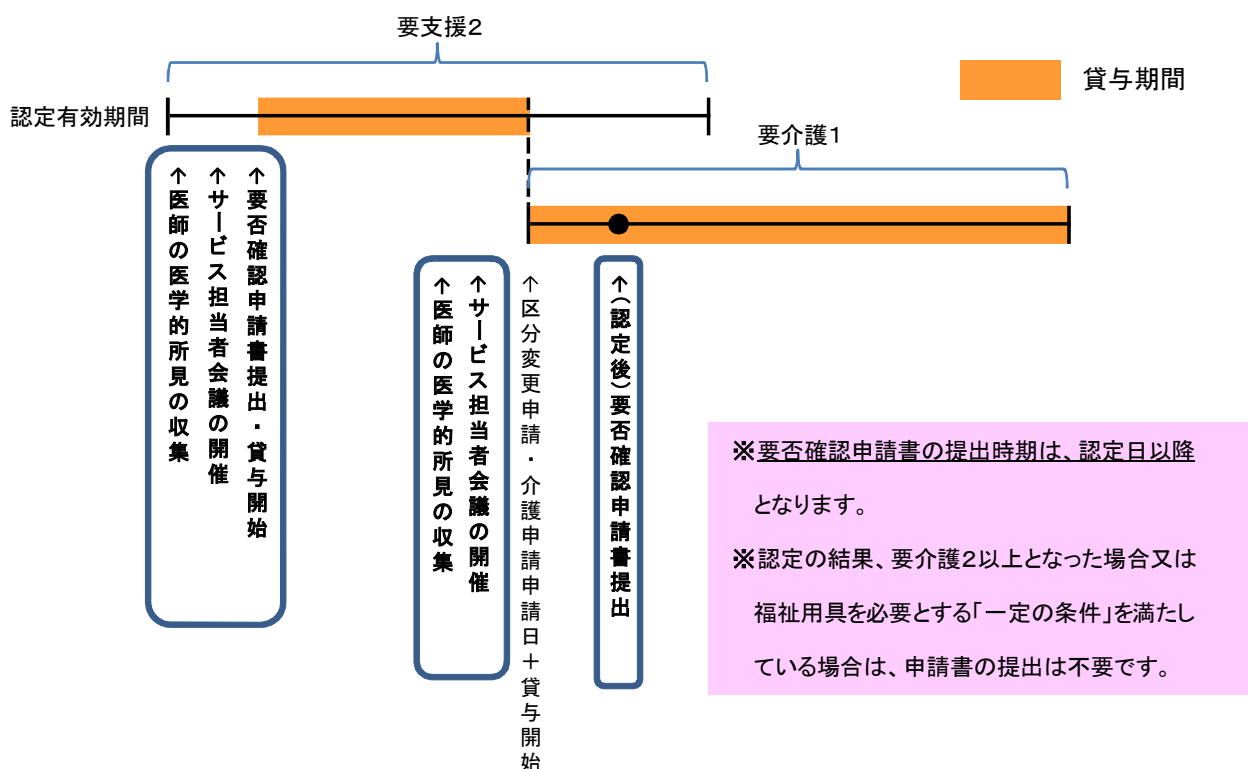 要支援2
貸与期間
認定有効期間
要介護1
↑医師の医学的所見の収集
↑サービス担当者会議の開催
↑要否確認申請書提出・貸与開始
↑医師の医学的所見の収集
↑サービス担当者会議の開催
↑区分変更申請・介護申請申請日+貸与開始
↑(認定後)要否確認申請書提出
※要否確認申請書の提出時期は、認定日以降
となります。
※認定の結果、要介護2以上となった場合又は
福祉用具を必要とする「一定の条件」を満たし
ている場合は、申請書の提出は不要です。